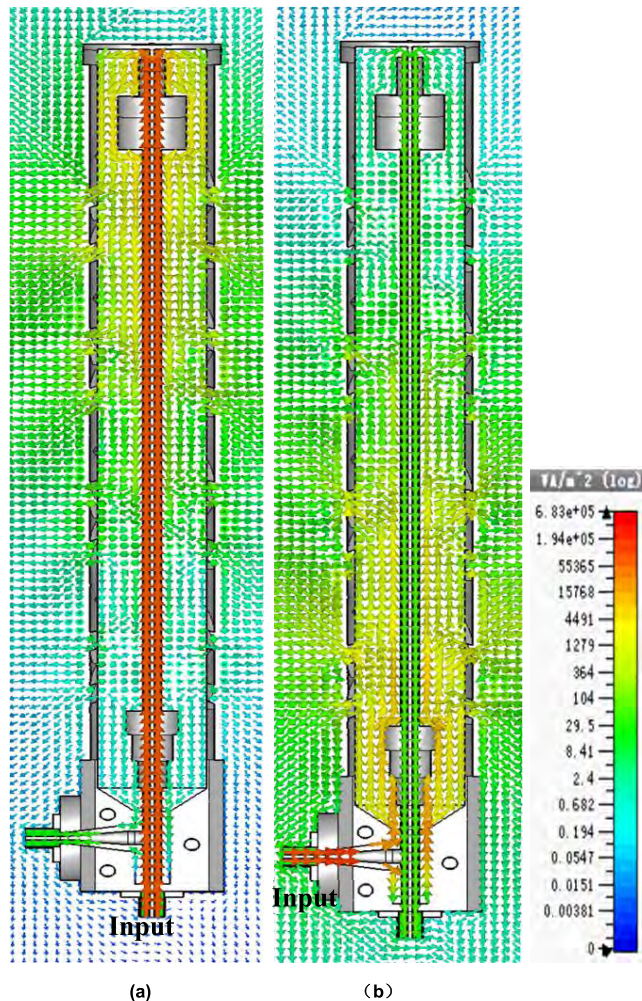 VA/m^2 (log)
6.83e+05
1.94e+05
55365
15768
4491
1279
364
104
29.5
8.41
2.4
0.682
0.194
0.0547
0.0151
0.00381
0
Input
Input
(a)
（b）